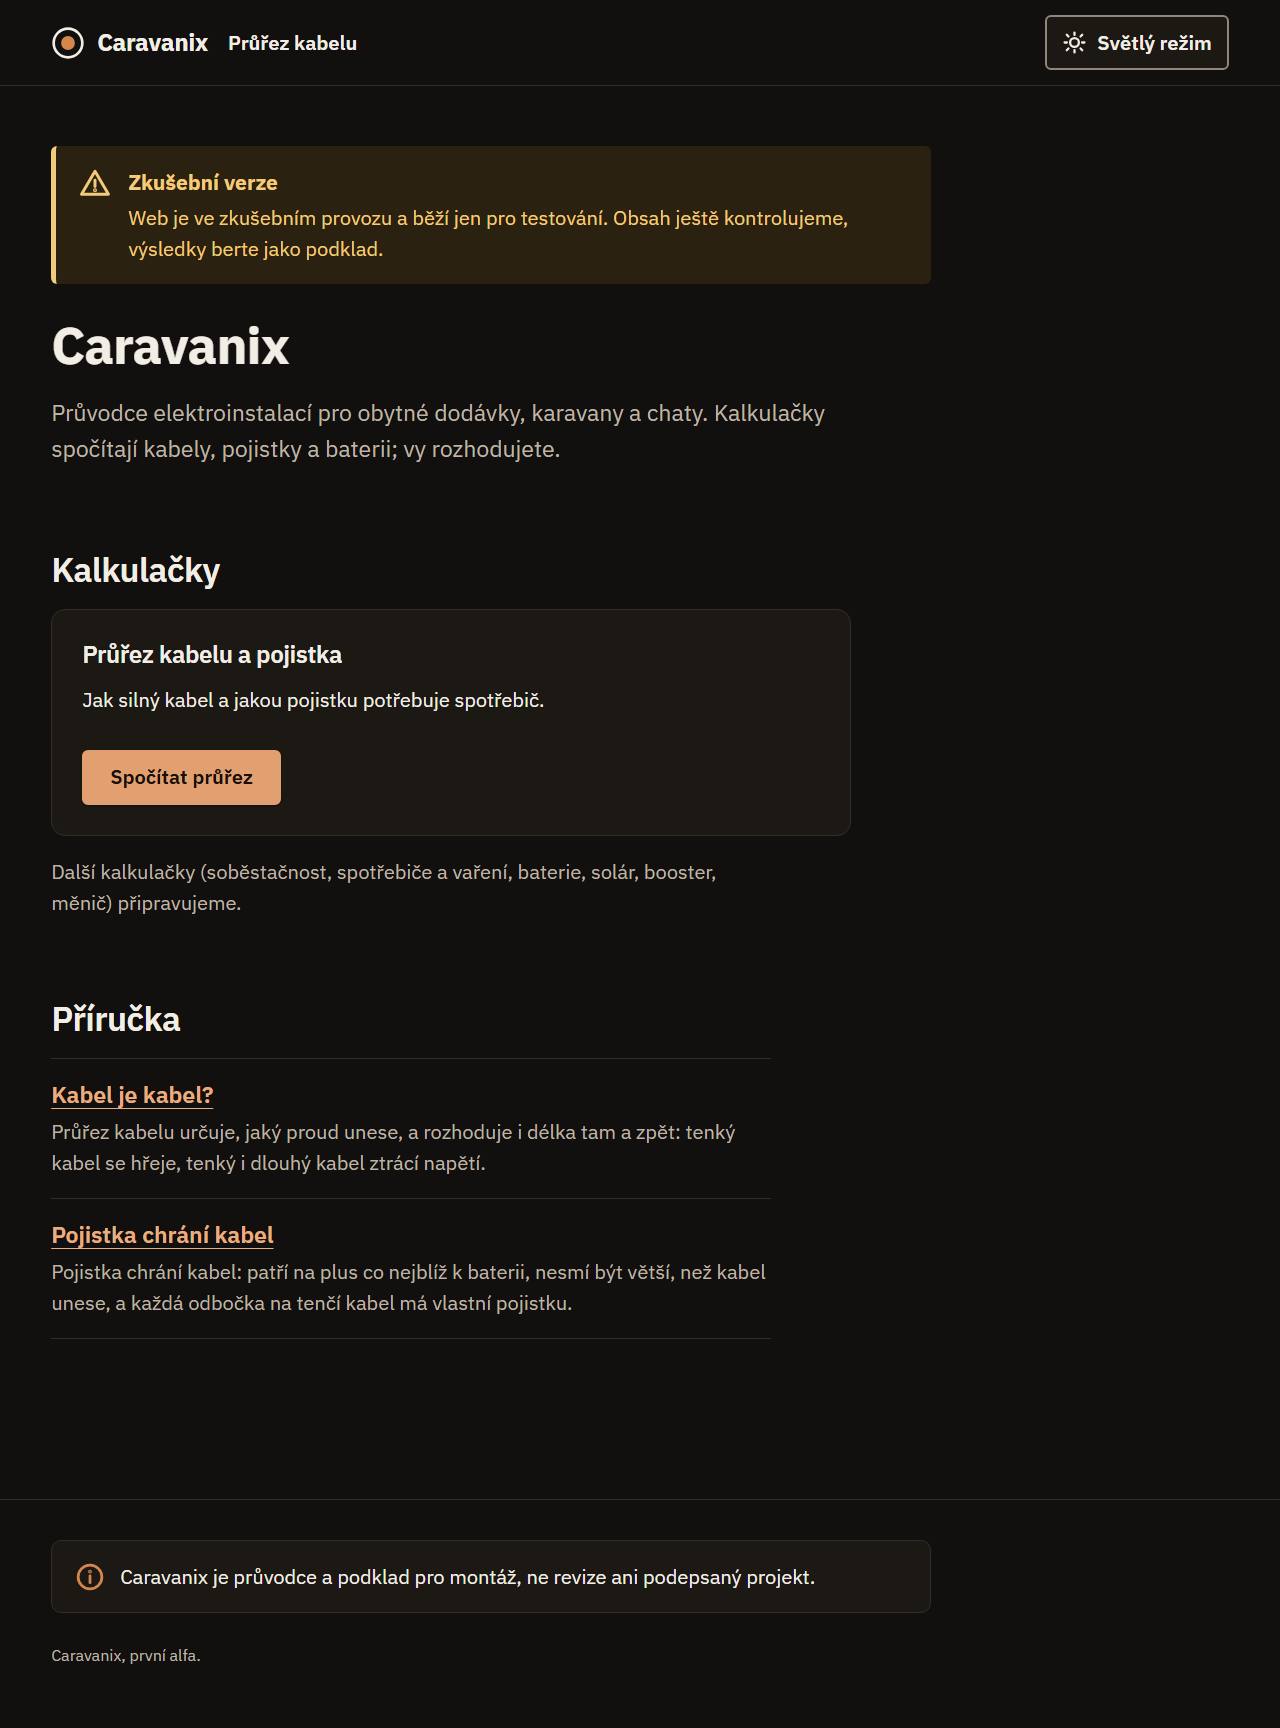 Caravanix Průřez kabelu Světlý režim
Zkušební verze
Web je ve zkušebním provozu a běží jen pro testování. Obsah ještě kontrolujeme,
výsledky berte jako podklad.
Caravanix
Průvodce elektroinstalací pro obytné dodávky, karavany a chaty. Kalkulačky
spočítají kabely, pojistky a baterii; vy rozhodujete.
Kalkulačky
Průřez kabelu a pojistka
Jak silný kabel a jakou pojistku potřebuje spotřebič.
Spočítat průřez
Další kalkulačky (soběstačnost, spotřebiče a vaření, baterie, solár, booster,
měnič) připravujeme.
Příručka
Kabel je kabel?
Průřez kabelu určuje, jaký proud unese, a rozhoduje i délka tam a zpět: tenký
kabel se hřeje, tenký i dlouhý kabel ztrácí napětí.
Pojistka chrání kabel
Pojistka chrání kabel: patří na plus co nejblíž k baterii, nesmí být větší, než kabel
unese, a každá odbočka na tenčí kabel má vlastní pojistku.
Caravanix je průvodce a podklad pro montáž, ne revize ani podepsaný projekt.
Caravanix, první alfa.